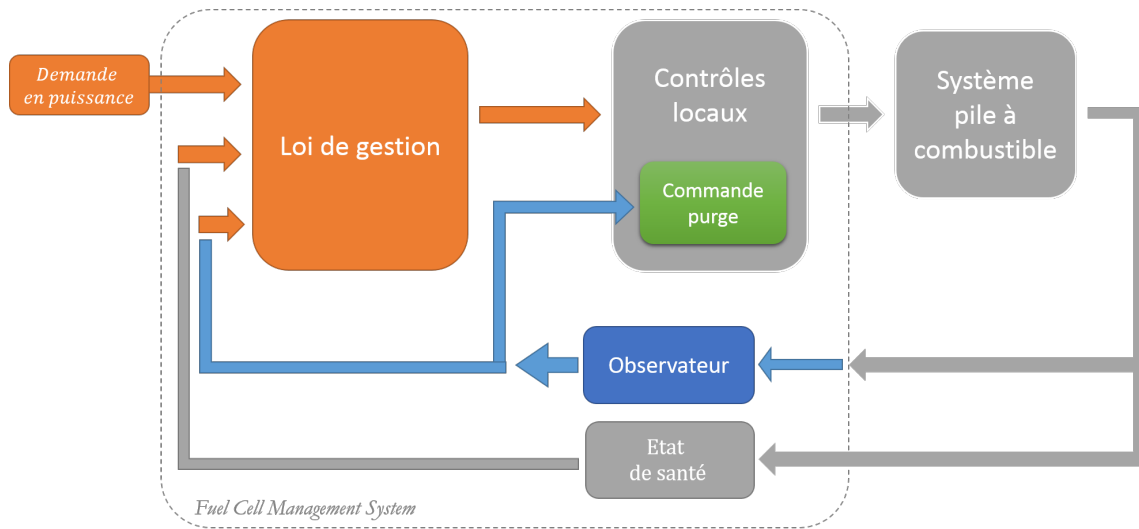 Demande
en puissance
Loi de gestion
Contrôles
locaux
Commande
purge
Système
pile à
combustible
Observateur
Etat
de santé
Fuel Cell Management System